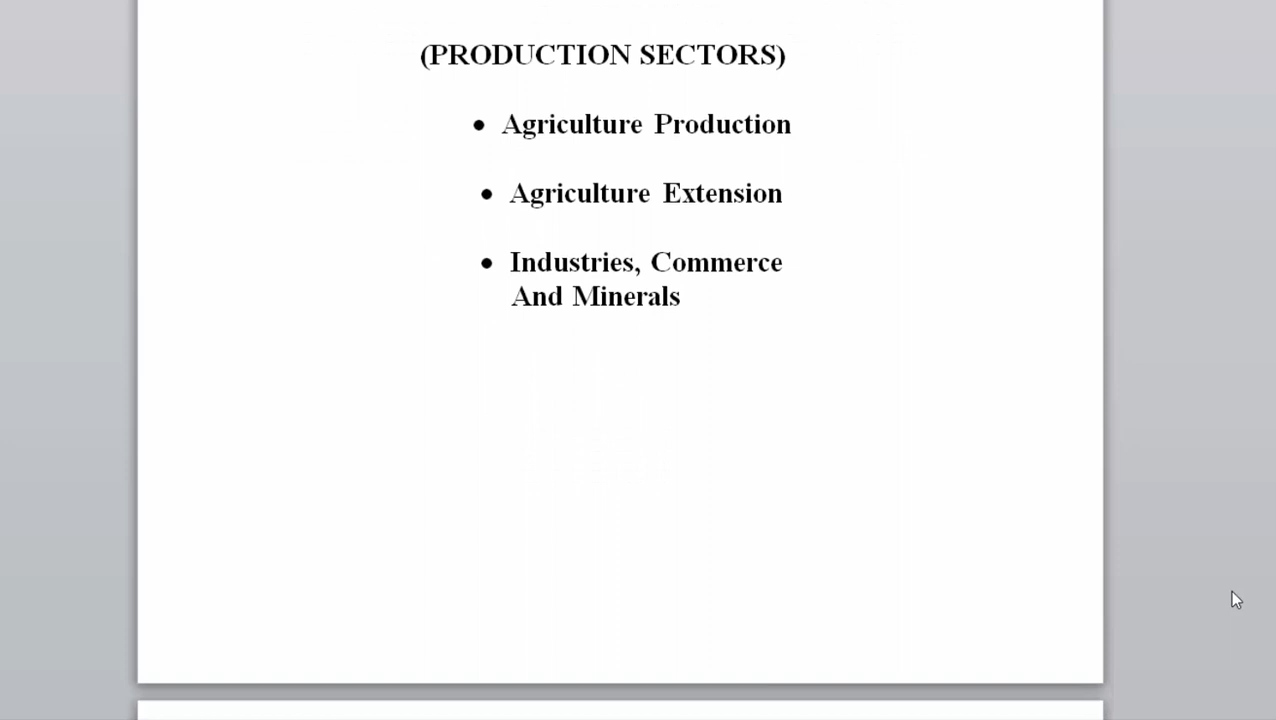 (PRODUCTION SECTORS)
• Agriculture Production
• Agriculture Extension
• Industries, Commerce
And Minerals